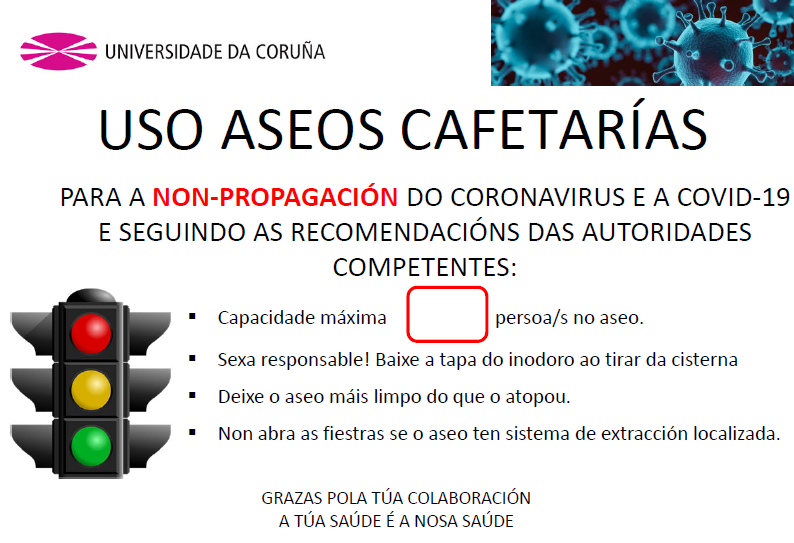 UNIVERSIDADE DA CORUÑA
USO ASEOS CAFETARÍAS
PARA A NON-PROPAGACIÓN DO CORONAVIRUS E A COVID-19
E SEGUINDO AS RECOMENDACIÓNS DAS AUTORIDADES
COMPETENTES:
▪ Capacidade máxima persoa/s no aseo.
▪ Sexa responsable! Baixe a tapa do inodoro ao tirar da cisterna
▪ Deixe o aseo máis limpo do que o atopou.
▪ Non abra as fiestras se o aseo ten sistema de extracción localizada.
GRAZAS POLA TÚA COLABORACIÓN
A TÚA SAÚDE É A NOSA SAÚDE